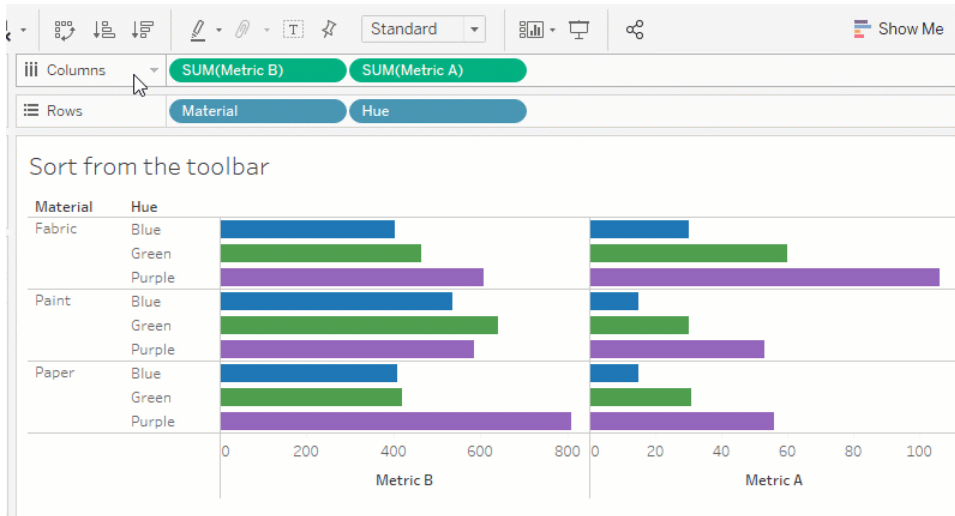 Standard
Show Me
Columns SUM(Metric B) SUM(Metric A)
Rows Material Hue
Sort from the toolbar
Material Hue
Fabric Blue
Green
Purple
Paint Blue
Green
Purple
Paper Blue
Green
Purple
0 200 400 600 800 0 20 40 60 80 100
Metric B Metric A